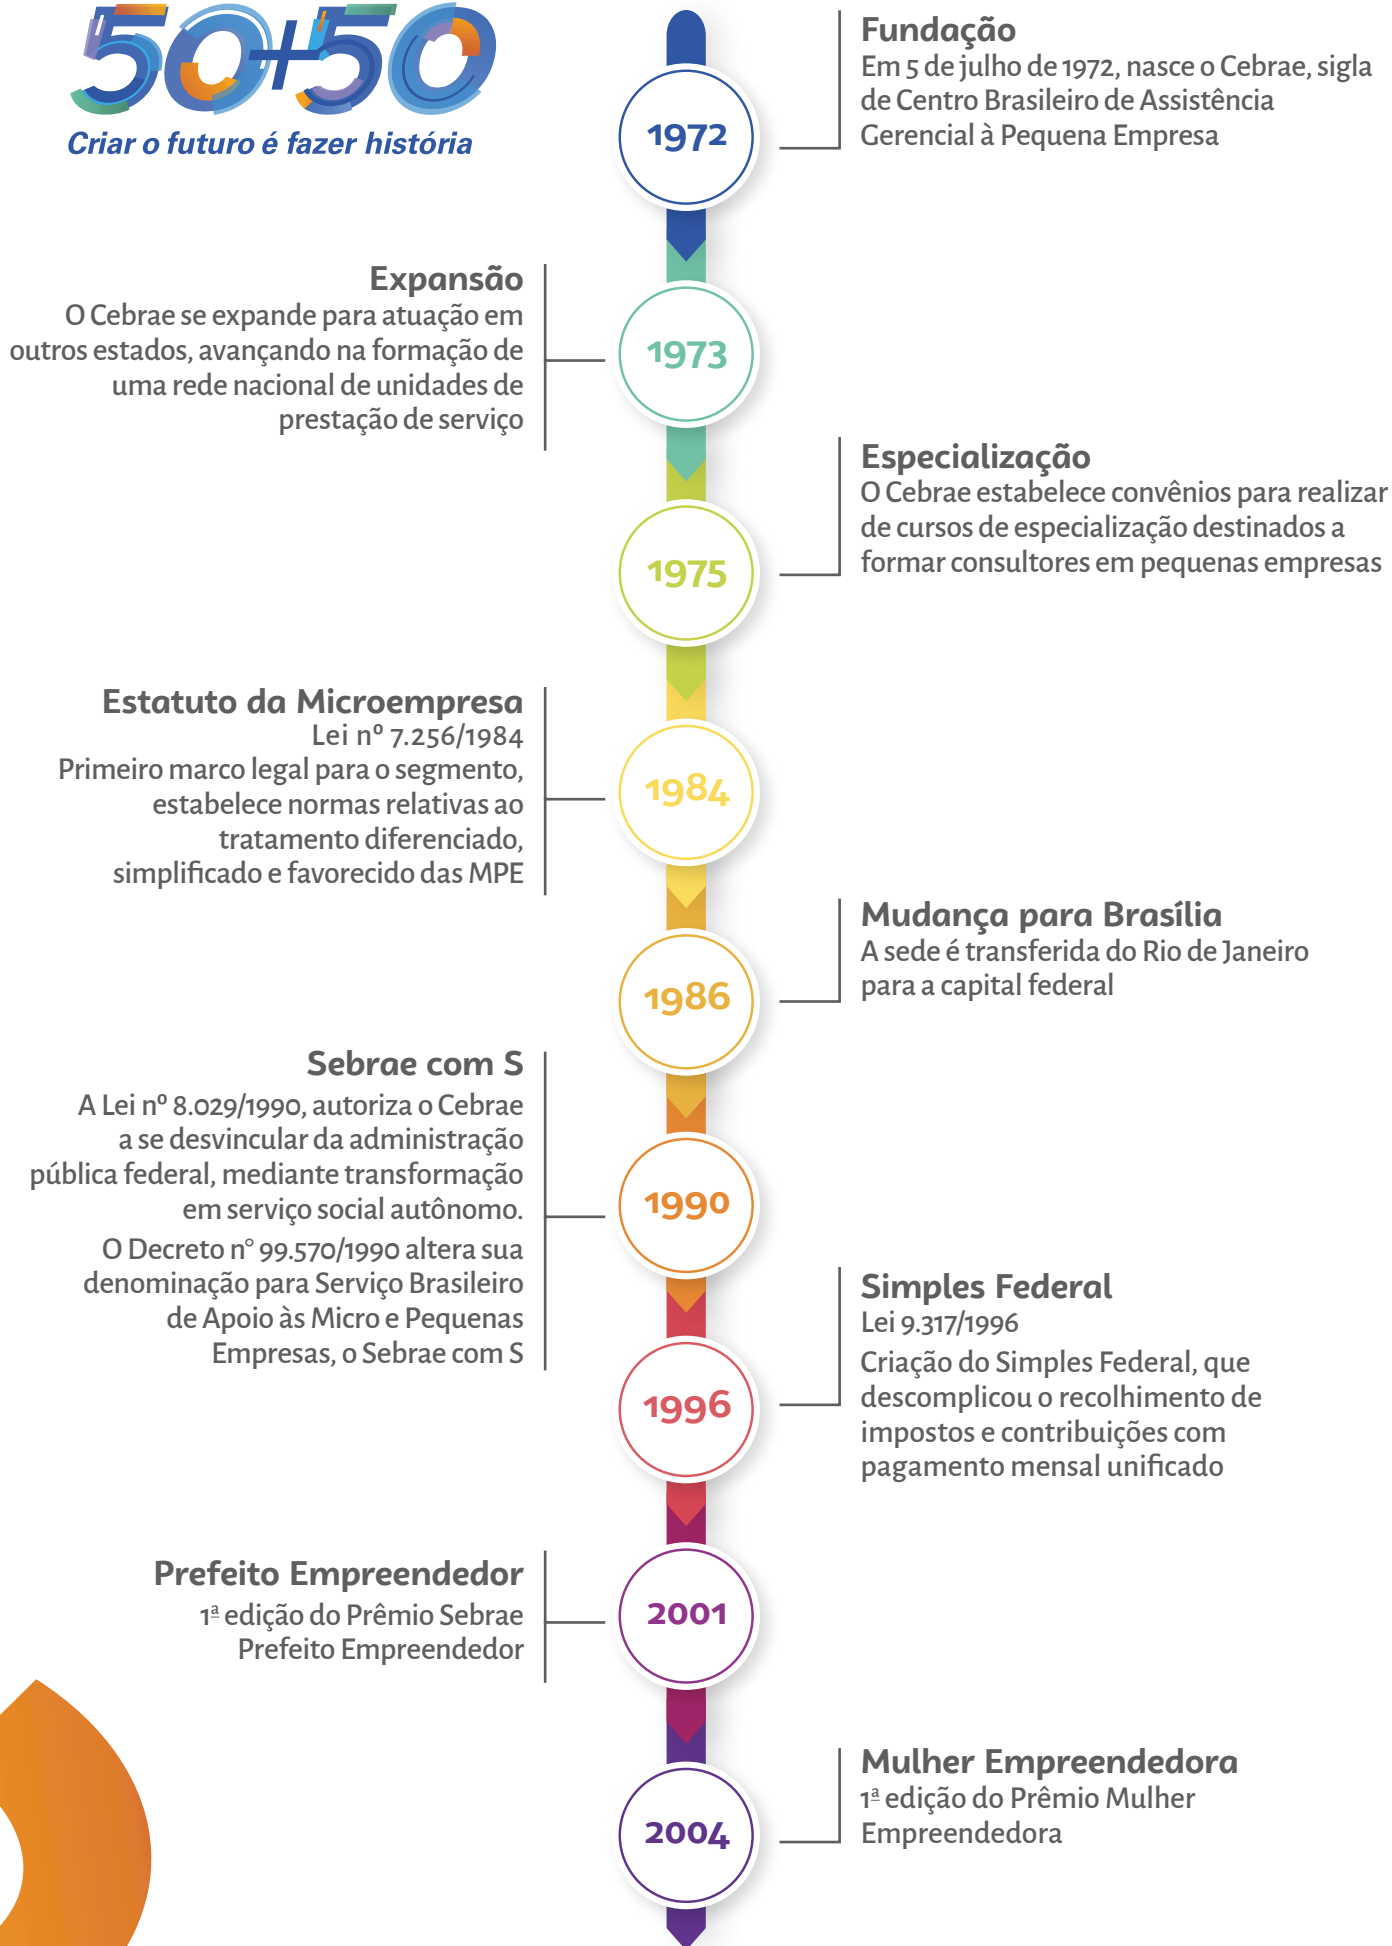 50+50
Criar o futuro é fazer história
1972
Fundação
Em 5 de julho de 1972, nasce o Cebrae, sigla
de Centro Brasileiro de Assistência
Gerencial à Pequena Empresa
Expansão
O Cebrae se expande para atuação em
outros estados, avançando na formação de
uma rede nacional de unidades de
prestação de serviço
1973
1975
Especialização
O Cebrae estabelece convênios para realizar
de cursos de especialização destinados a
formar consultores em pequenas empresas
Estatuto da Microempresa
Lei nº 7.256/1984
Primeiro marco legal para o segmento,
estabelece normas relativas ao
tratamento diferenciado,
simplificado e favorecido das MPE
1984
1986
Mudança para Brasília
A sede é transferida do Rio de Janeiro
para a capital federal
Sebrae com S
A Lei nº 8.029/1990, autoriza o Cebrae
a se desvincular da administração
pública federal, mediante transformação
em serviço social autônomo.
O Decreto n° 99.570/1990 altera sua
denominação para Serviço Brasileiro
de Apoio às Micro e Pequenas
Empresas, o Sebrae com S
1990
1996
Simples Federal
Lei 9.317/1996
Criação do Simples Federal, que
descomplicou o recolhimento de
impostos e contribuições com
pagamento mensal unificado
Prefeito Empreendedor
1ª edição do Prêmio Sebrae
Prefeito Empreendedor
2001
2004
Mulher Empreendedora
1ª edição do Prêmio Mulher
Empreendedora